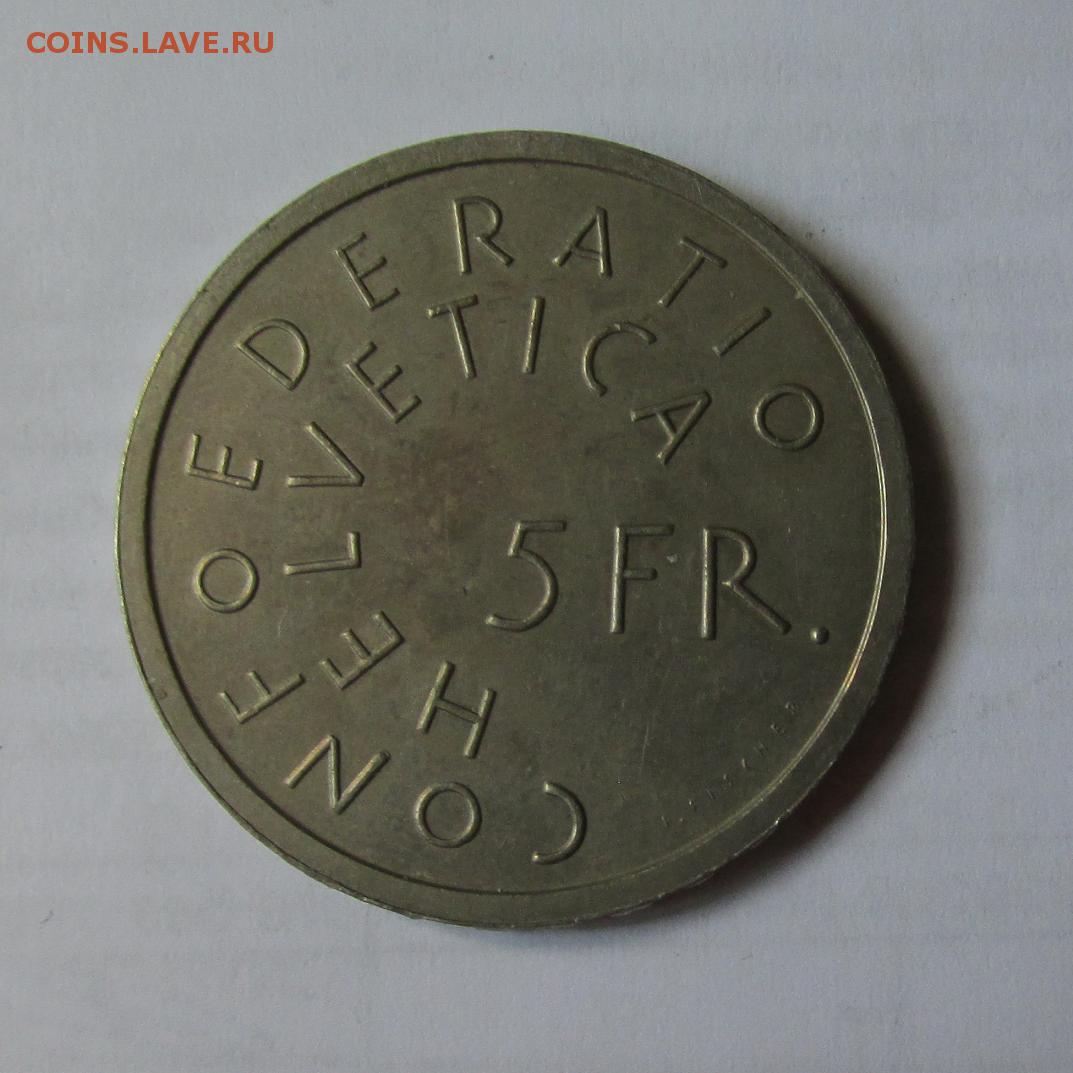 COINS.LAVE.RU
CONFOEDERATIO
HELVETICA
5 FR.